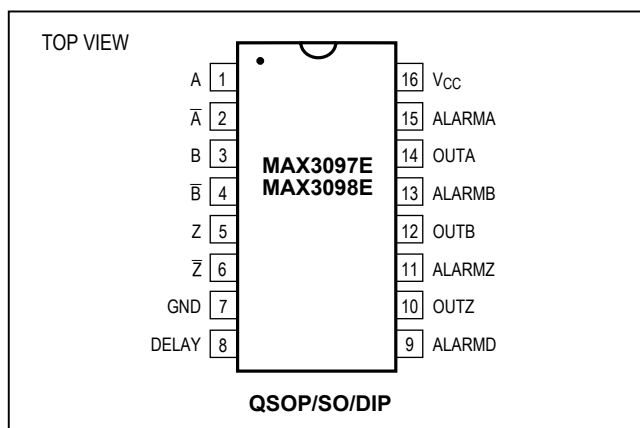 TOP VIEW
A 1
A̅ 2
B 3
B̅ 4
Z 5
Z̅ 6
GND 7
DELAY 8
MAX3097E
MAX3098E
16 VCC
15 ALARMA
14 OUTA
13 ALARMB
12 OUTB
11 ALARMZ
10 OUTZ
9 ALARMD
QSOP/SO/DIP